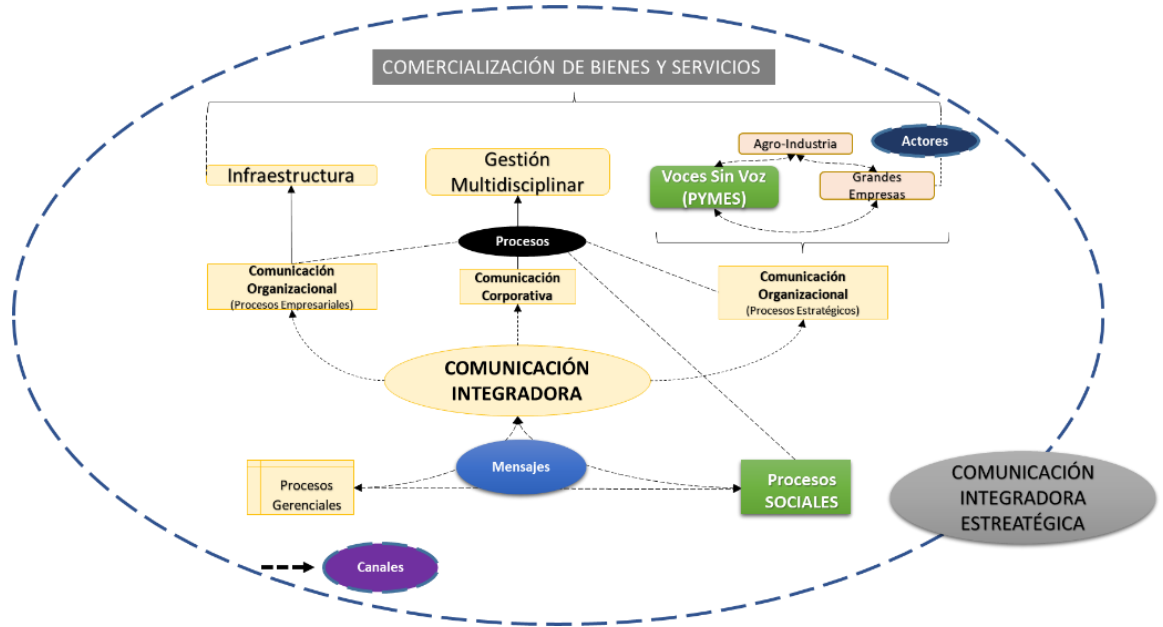 COMERCIALIZACIÓN DE BIENES Y SERVICIOS
Agro-Industria
Actores
Infraestructura
Gestión
Multidisciplinar
Voces Sin Voz
(PYMES)
Grandes
Empresas
Procesos
Comunicación
Organizacional
(Procesos Empresariales)
Comunicación
Corporativa
Comunicación
Organizacional
(Procesos Estratégicos)
COMUNICACIÓN
INTEGRADORA
Mensajes
Procesos
Gerenciales
Procesos
SOCIALES
COMUNICACIÓN
INTEGRADORA
ESTREATÉGICA
Canales